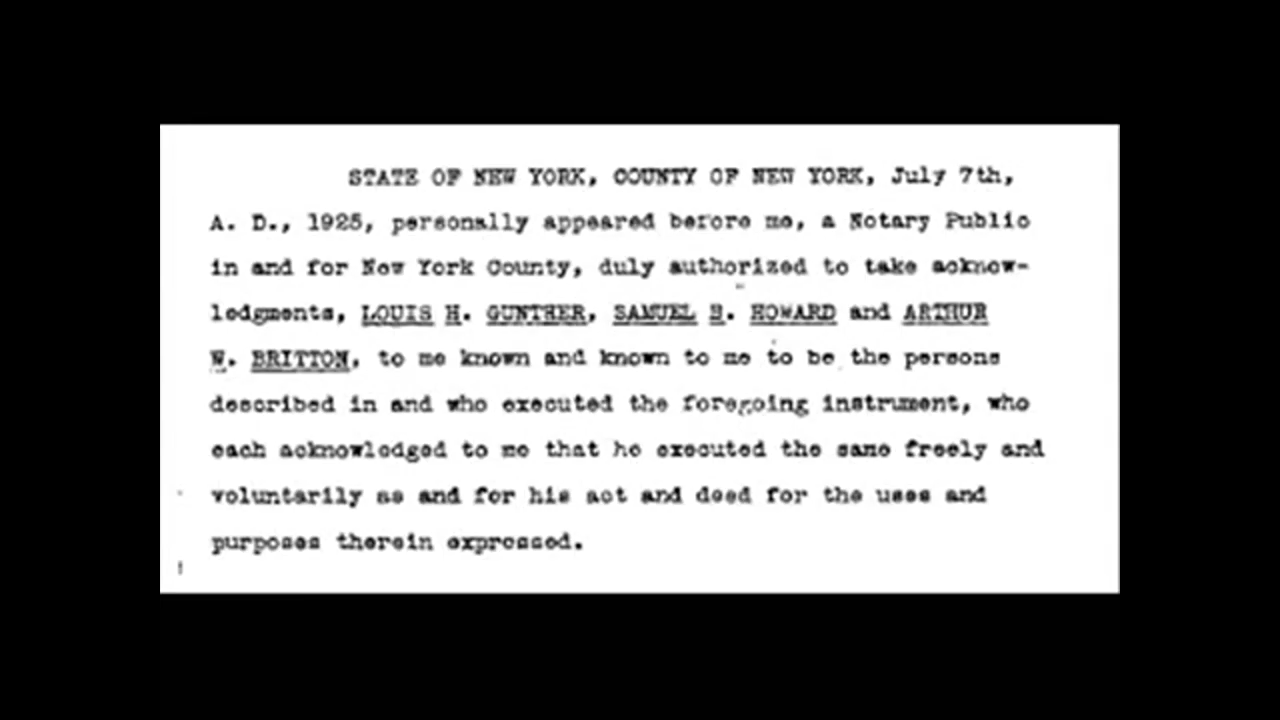 STATE OF NEW YORK, COUNTY OF NEW YORK, July 7th,
A. D., 1925, personally appeared before me, a Notary Public
in and for New York County, duly authorized to take acknow-
ledgments, LOUIS H. GUNTHER, SAMUEL B. HOWARD and ARTHUR
W. BRITTON, to me known and known to me to be the persons
described in and who executed the foregoing instrument, who
each acknowledged to me that he executed the same freely and
voluntarily as and for his act and deed for the uses and
purposes therein expressed.